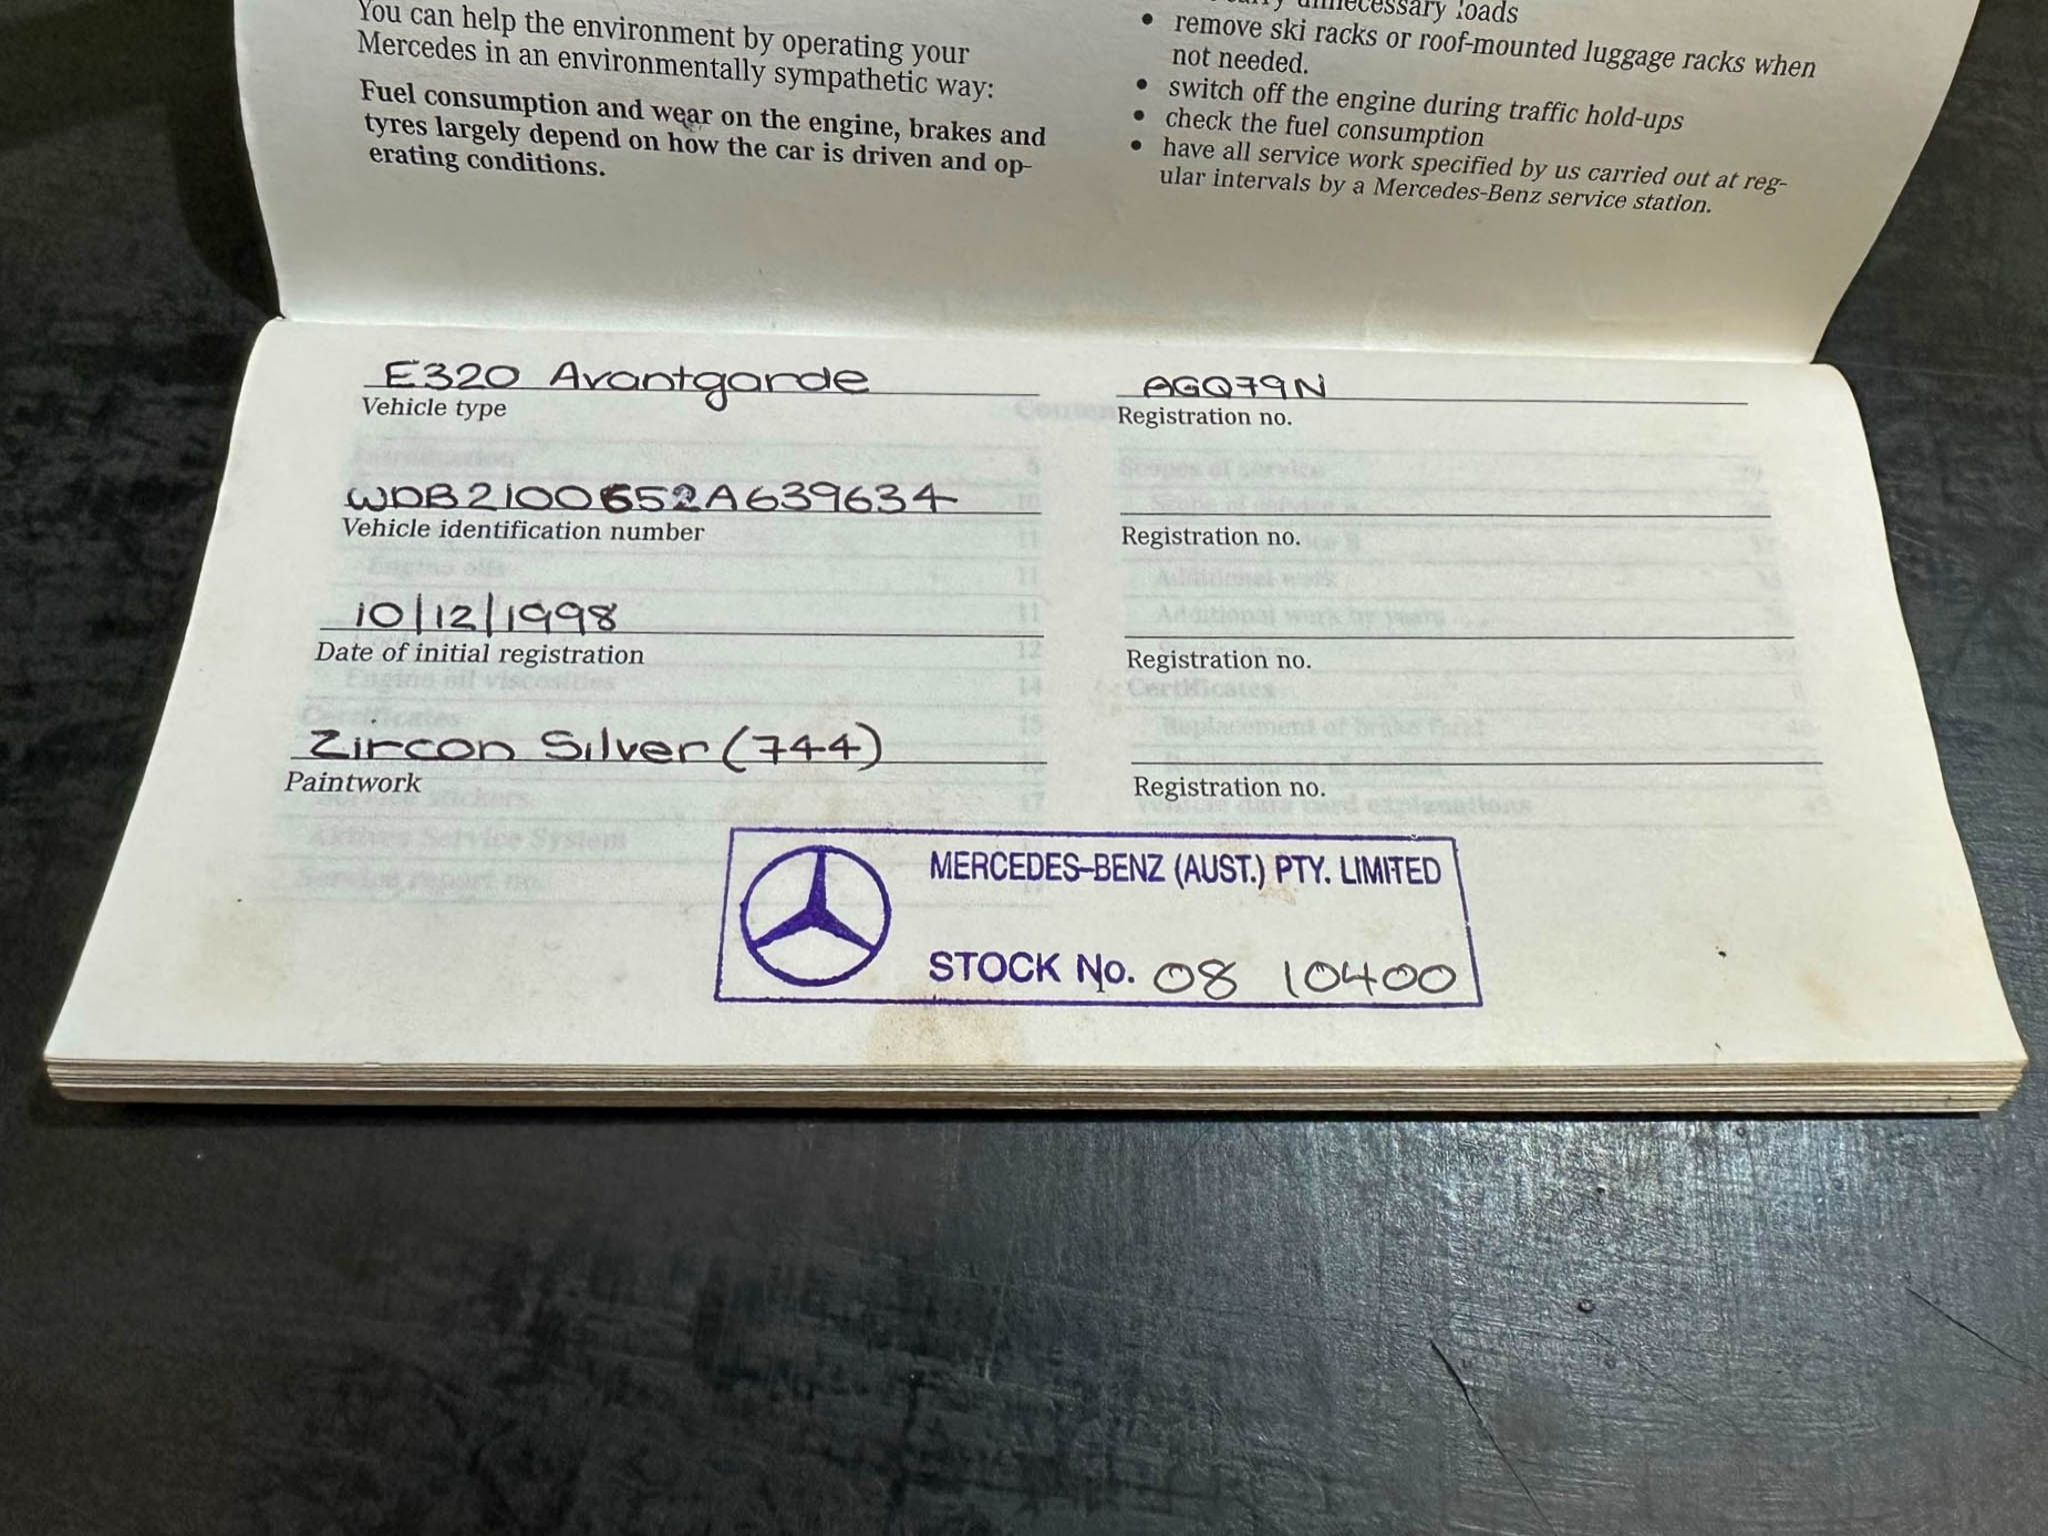 You can help the environment by operating your
Mercedes in an environmentally sympathetic way:
Fuel consumption and wear on the engine, brakes and
tyres largely depend on how the car is driven and op-
erating conditions.
unnecessary loads
• remove ski racks or roof-mounted luggage racks when
not needed.
• switch off the engine during traffic hold-ups
• check the fuel consumption
• have all service work specified by us carried out at reg-
ular intervals by a Mercedes-Benz service station.
E320 Avantgarde
Vehicle type
WDB2100652A639634
Vehicle identification number
10/12/1998
Date of initial registration
Zircon Silver (744)
Paintwork
AGQ79N
Registration no.
Registration no.
Registration no.
Registration no.
MERCEDES-BENZ (AUST.) PTY. LIMITED
STOCK No. 08 10400